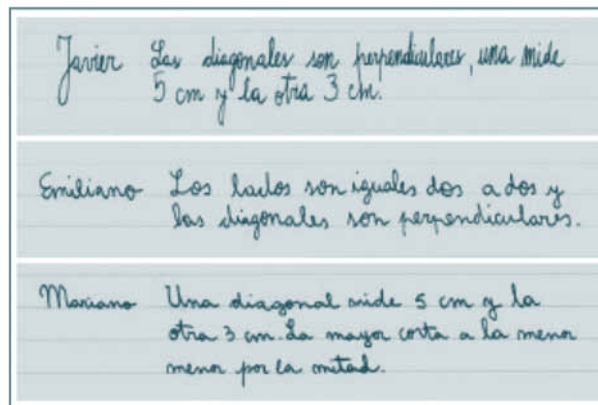 Javier Las diagonales son perpendiculares, una mide
5 cm y la otra 3 cm.
Emiliano Los lados son iguales dos a dos y
las diagonales son perpendiculares.
Mariano Una diagonal mide 5 cm y la
otra 3 cm. La mayor corta a la menor
menor por la mitad.